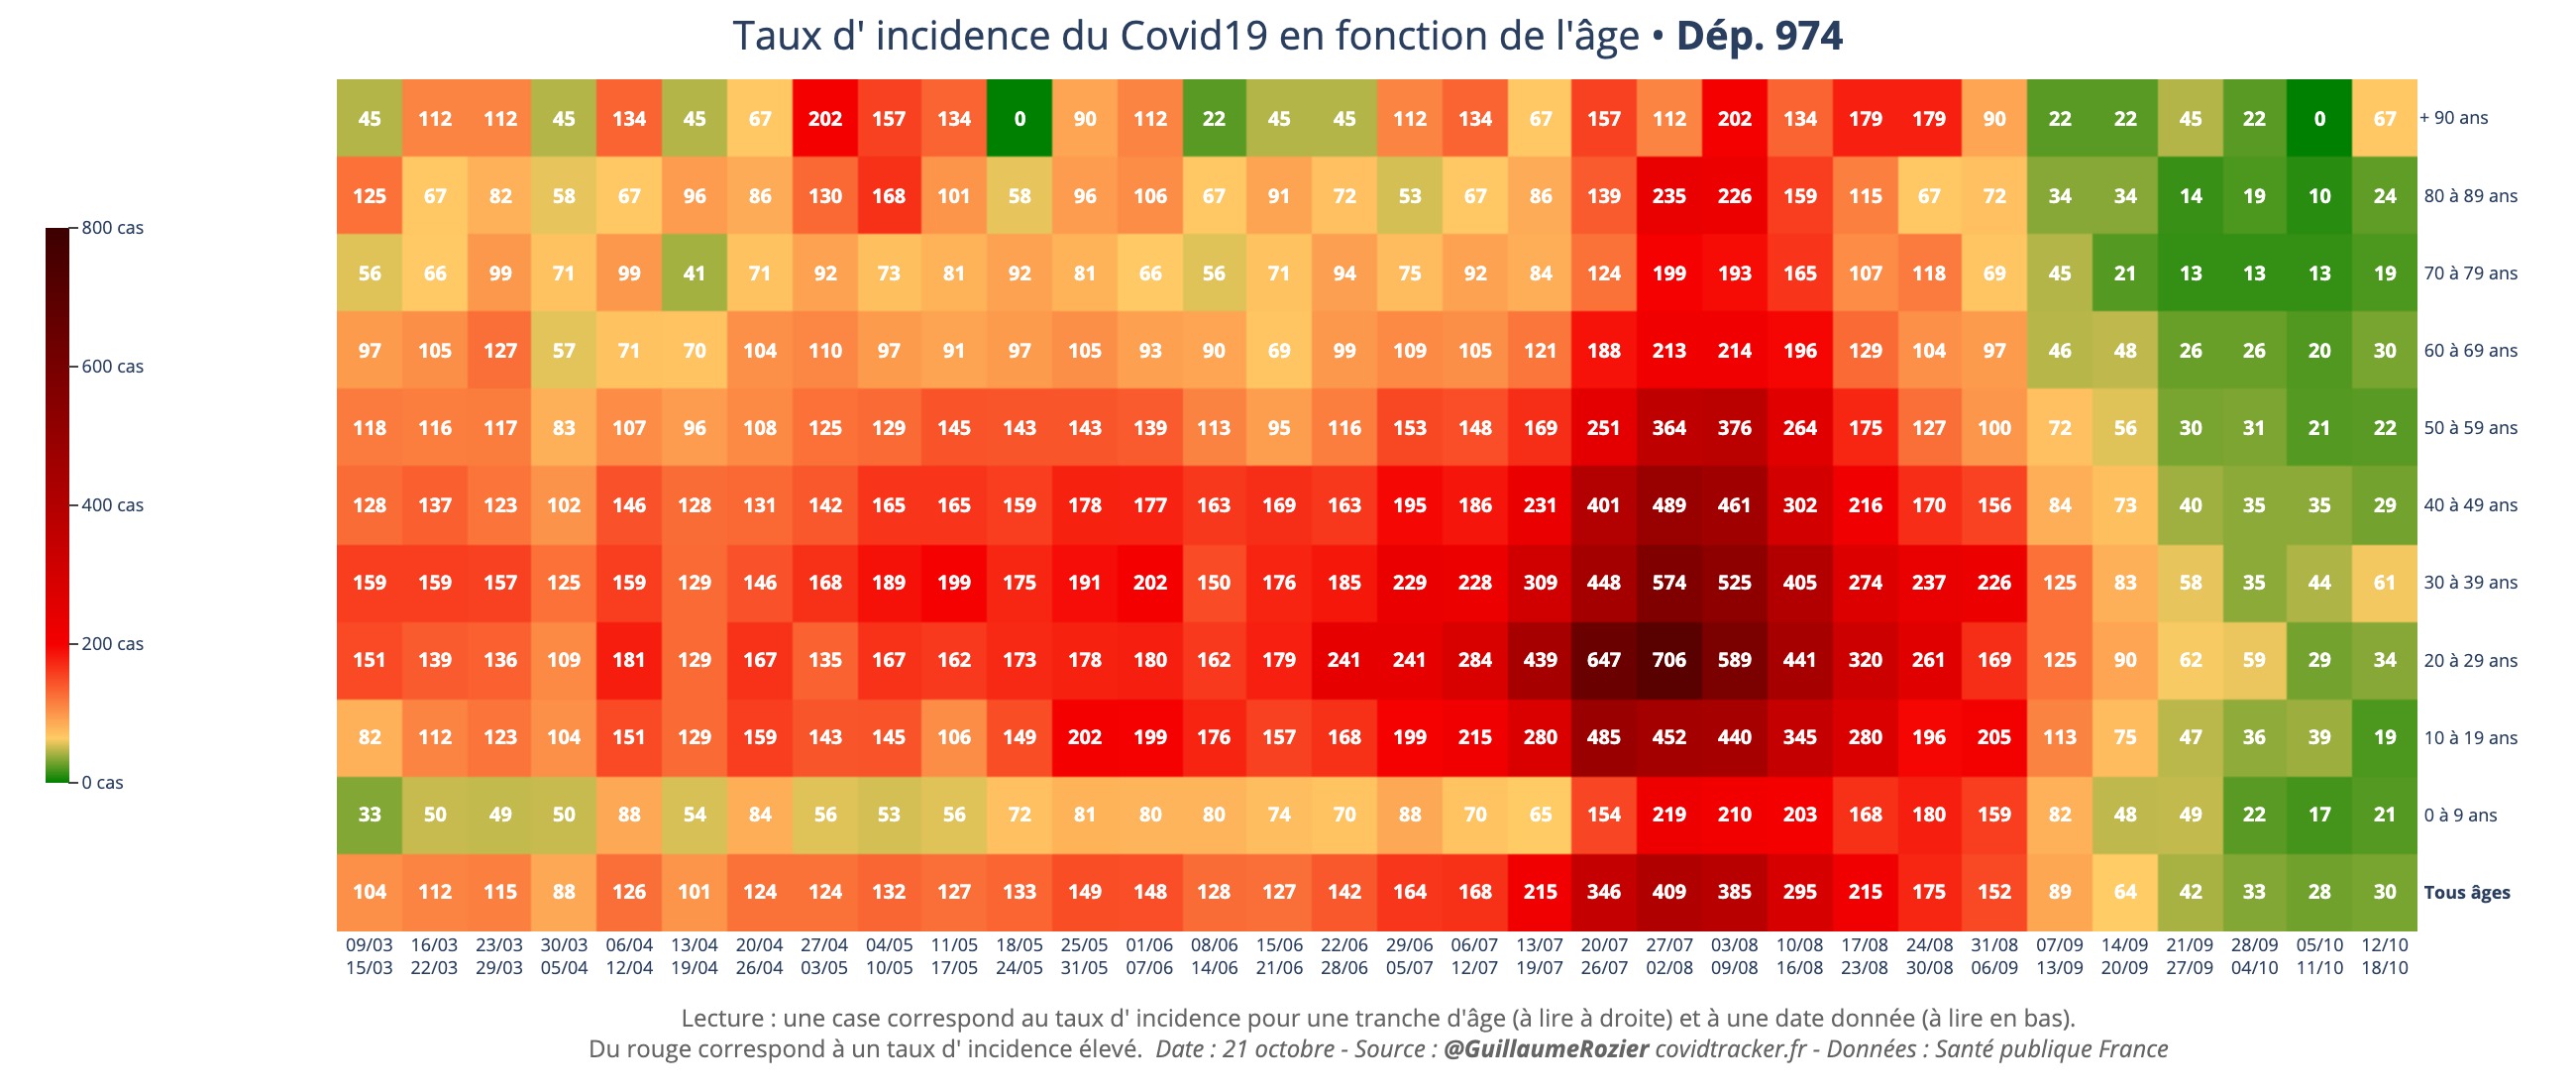 Taux d' incidence du Covid19 en fonction de l'âge • Dép. 974
45 112 112 45 134 45 67 202 157 134 0 90 112 22 45 45 112 134 67 157 112 202 134 179 179 90 22 22 45 22 0 67 + 90 ans
125 67 82 58 67 96 86 130 168 101 58 96 106 67 91 72 53 67 86 139 235 226 159 115 67 72 34 34 14 19 10 24 80 à 89 ans
800 cas
56 66 99 71 99 41 71 92 73 81 92 81 66 56 71 94 75 92 84 124 199 193 165 107 118 69 45 21 13 13 13 19 70 à 79 ans
97 105 127 57 71 70 104 110 97 91 97 105 93 90 69 99 109 105 121 188 213 214 196 129 104 97 46 48 26 26 20 30 60 à 69 ans
600 cas
118 116 117 83 107 96 108 125 129 145 143 143 139 113 95 116 153 148 169 251 364 376 264 175 127 100 72 56 30 31 21 22 50 à 59 ans
400 cas
128 137 123 102 146 128 131 142 165 165 159 178 177 163 169 163 195 186 231 401 489 461 302 216 170 156 84 73 40 35 35 29 40 à 49 ans
159 159 157 125 159 129 146 168 189 199 175 191 202 150 176 185 229 228 309 448 574 525 405 274 237 226 125 83 58 35 44 61 30 à 39 ans
200 cas
151 139 136 109 181 129 167 135 167 162 173 178 180 162 179 241 241 284 439 647 706 589 441 320 261 169 125 90 62 59 29 34 20 à 29 ans
82 112 123 104 151 129 159 143 145 106 149 202 199 176 157 168 199 215 280 485 452 440 345 280 196 205 113 75 47 36 39 19 10 à 19 ans
0 cas
33 50 49 50 88 54 84 56 53 56 72 81 80 80 74 70 88 70 65 154 219 210 203 168 180 159 82 48 49 22 17 21 0 à 9 ans
104 112 115 88 126 101 124 124 132 127 133 149 148 128 127 142 164 168 215 346 409 385 295 215 175 152 89 64 42 33 28 30 Tous âges
09/03 16/03 23/03 30/03 06/04 13/04 20/04 27/04 04/05 11/05 18/05 25/05 01/06 08/06 15/06 22/06 29/06 06/07 13/07 20/07 27/07 03/08 10/08 17/08 24/08 31/08 07/09 14/09 21/09 28/09 05/10 12/10
15/03 22/03 29/03 05/04 12/04 19/04 26/04 03/05 10/05 17/05 24/05 31/05 07/06 14/06 21/06 28/06 05/07 12/07 19/07 26/07 02/08 09/08 16/08 23/08 30/08 06/09 13/09 20/09 27/09 04/10 11/10 18/10
Lecture : une case correspond au taux d' incidence pour une tranche d'âge (à lire à droite) et à une date donnée (à lire en bas).
Du rouge correspond à un taux d' incidence élevé. Date : 21 octobre - Source : @GuillaumeRozier covidtracker.fr - Données : Santé publique France